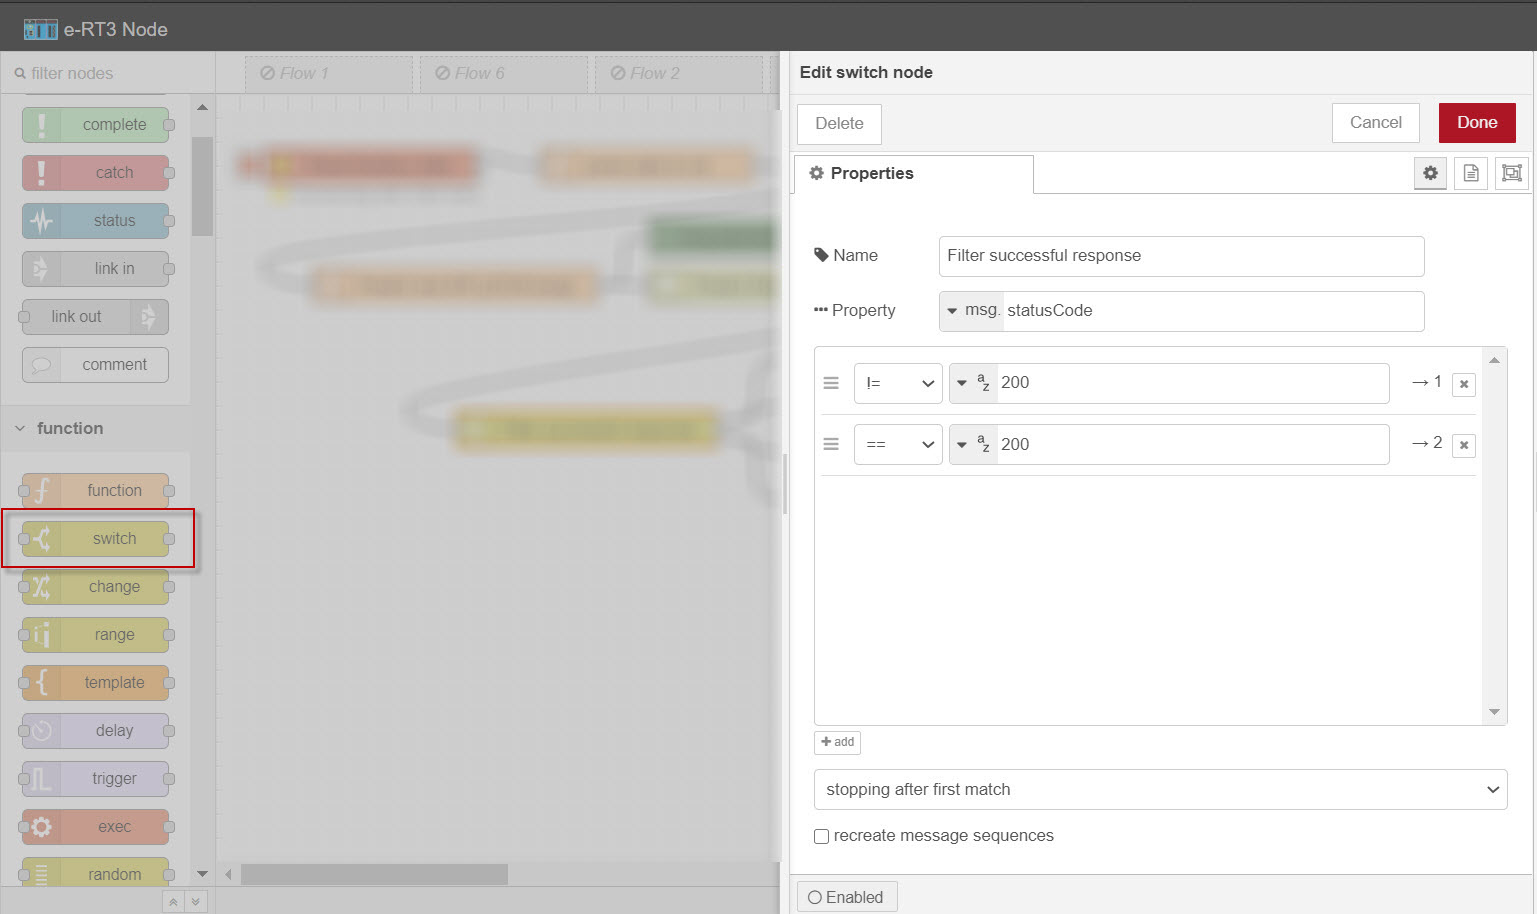 e-RT3 Node
filter nodes
Flow 1
Flow 6
Flow 2
complete
catch
status
link in
link out
comment
function
function
switch
change
range
template
delay
trigger
exec
random
Edit switch node
Delete
Cancel
Done
Properties
Name
Filter successful response
Property
msg. statusCode
!=
az 200
→ 1
==
az 200
→ 2
+ add
stopping after first match
recreate message sequences
Enabled